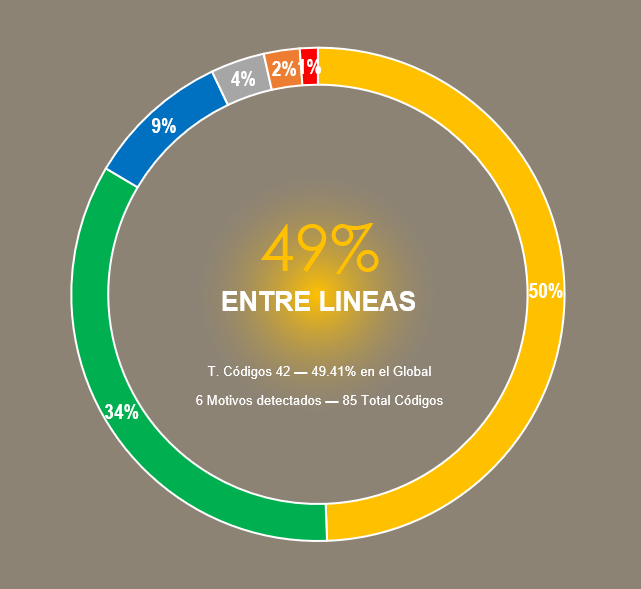 4%
2%
1%
9%
49%
ENTRE LINEAS
50%
T. Códigos 42 — 49.41% en el Global
6 Motivos detectados — 85 Total Códigos
34%